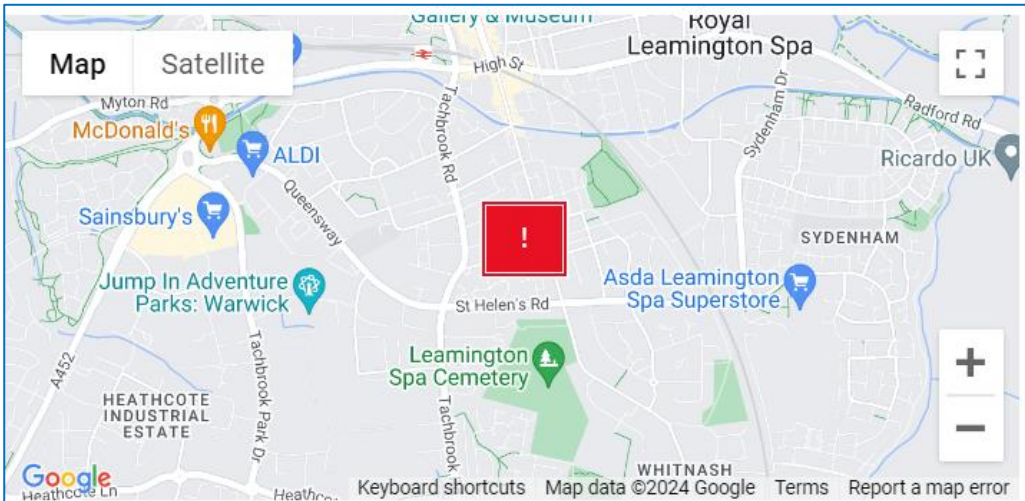 Gallery & Museum
Royal
Leamington Spa
Map
Satellite
High St
Myton Rd
McDonald's
Tachbrook Rd
Sydenham Dr
Radford Rd
Ricardo UK
ALDI
Queensway
Sainsbury's
!
SYDENHAM
Jump In Adventure
Parks: Warwick
Asda Leamington
Spa Superstore
St Helen's Rd
A452
Tachbrook Park Dr
Leamington
Spa Cemetery
+
HEATHCOTE
INDUSTRIAL
ESTATE
Tachbrook
−
WHITNASH
Google
Heathcote Ln
Heathco
Keyboard shortcuts
Map data ©2024 Google
Terms
Report a map error